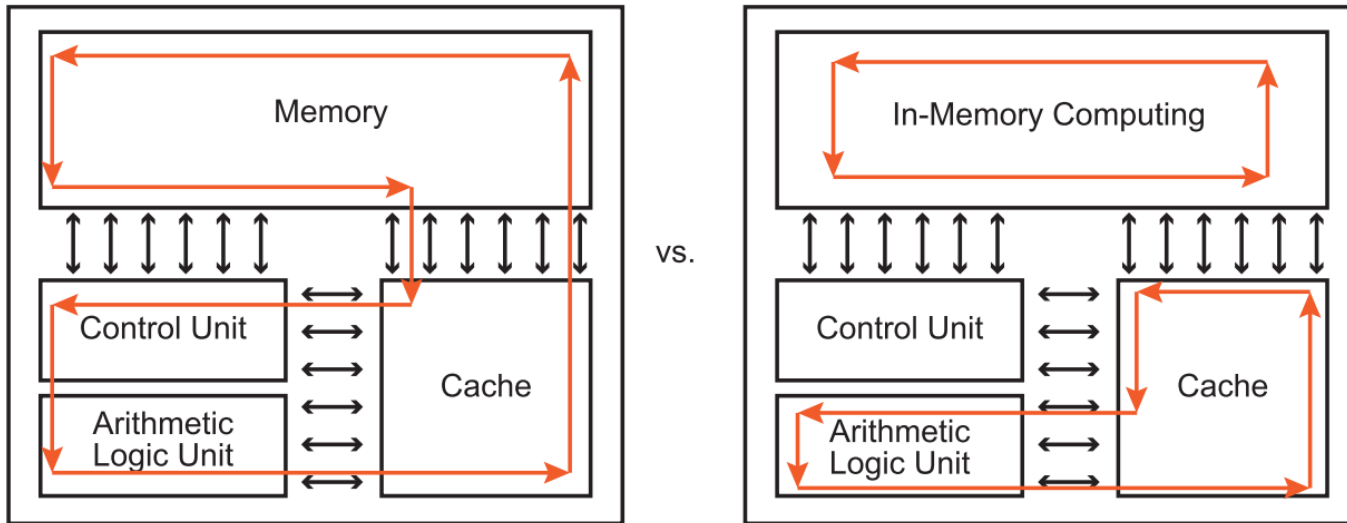 Memory
Control Unit
Arithmetic
Logic Unit
Cache
vs.
In-Memory Computing
Control Unit
Arithmetic
Logic Unit
Cache